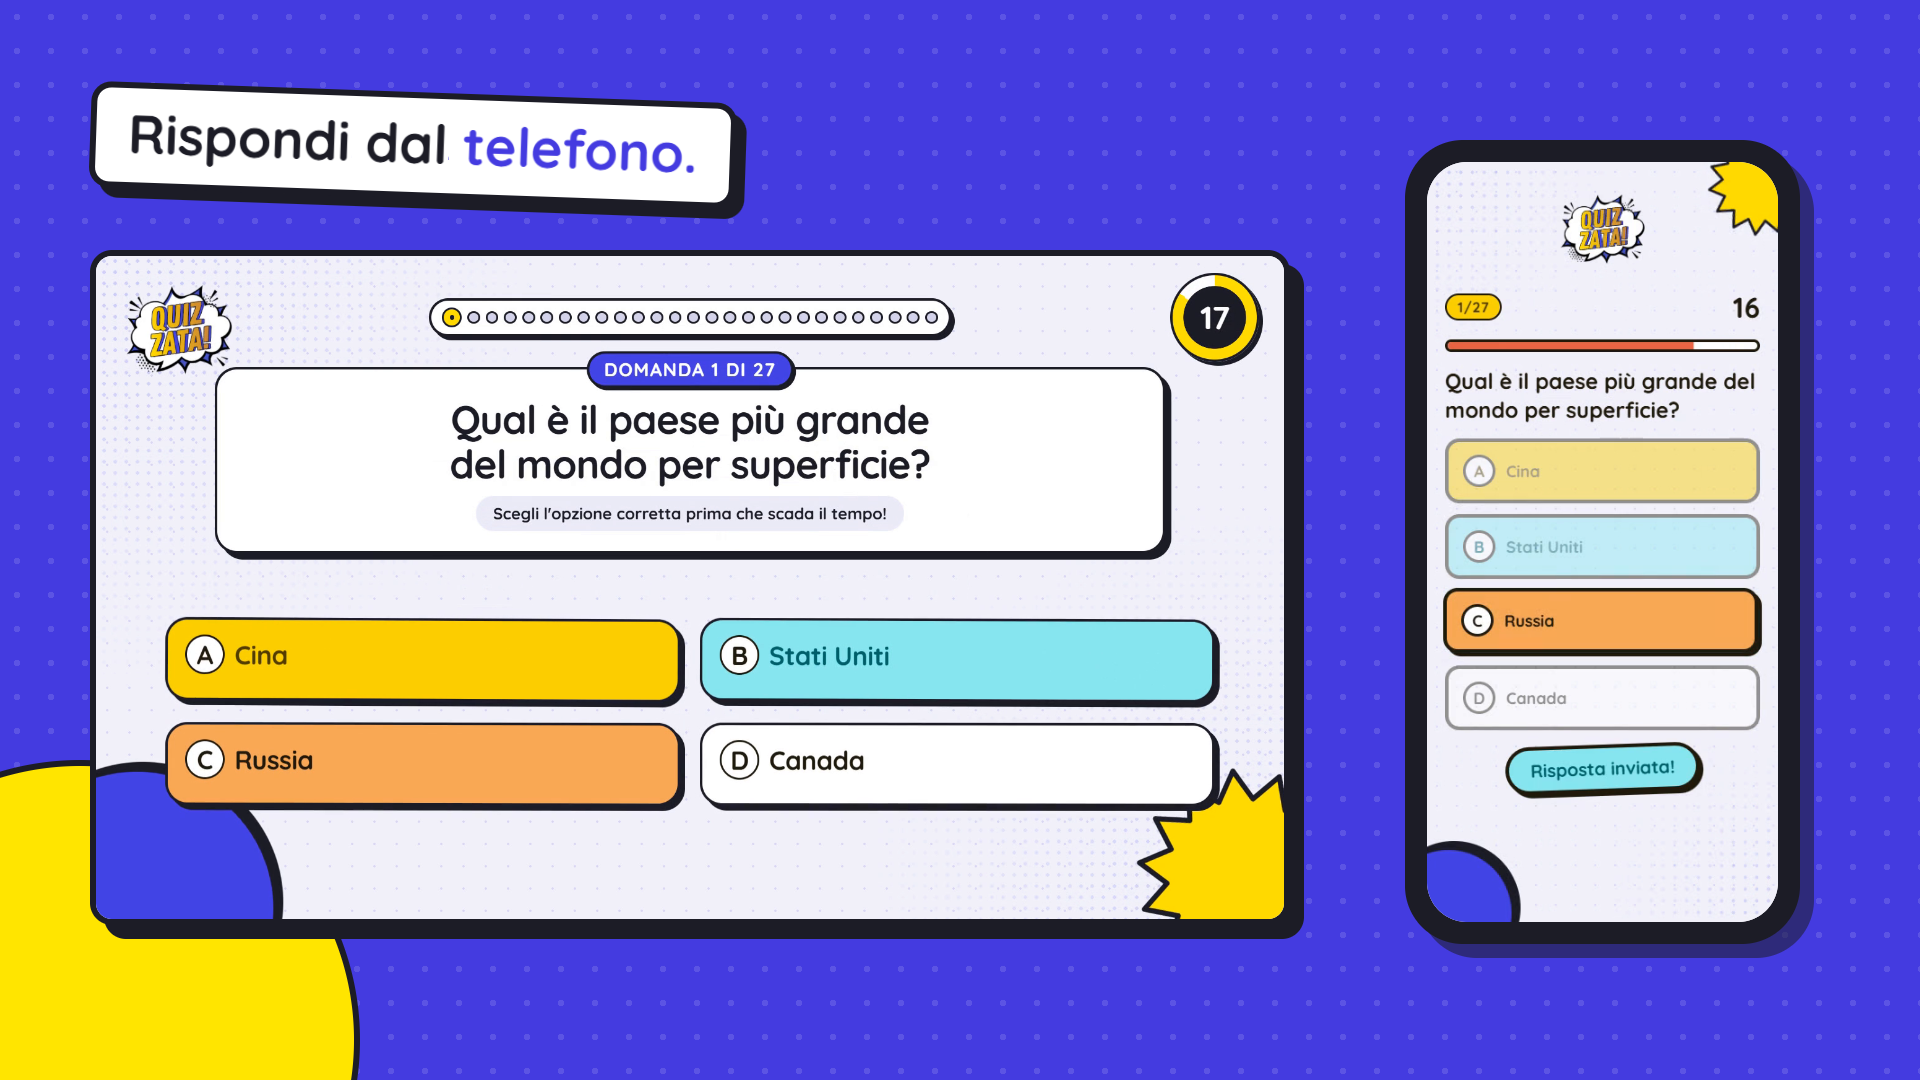 Rispondi dal telefono.
QUIZ
ZATA!
17
DOMANDA 1 DI 27
Qual è il paese più grande
del mondo per superficie?
Scegli l'opzione corretta prima che scada il tempo!
A Cina
B Stati Uniti
C Russia
D Canada
QUIZ
ZATA!
1/27
16
Qual è il paese più grande del
mondo per superficie?
A Cina
B Stati Uniti
C Russia
D Canada
Risposta inviata!